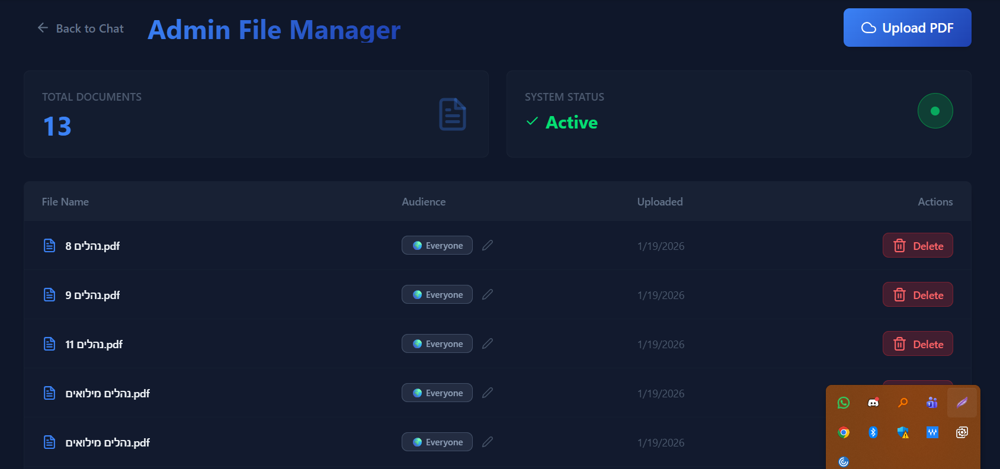 Back to Chat
Admin File Manager
Upload PDF
TOTAL DOCUMENTS
13
SYSTEM STATUS
Active
File Name Audience Uploaded Actions
נהלים 8.pdf Everyone 1/19/2026 Delete
נהלים 9.pdf Everyone 1/19/2026 Delete
נהלים 11.pdf Everyone 1/19/2026 Delete
נהלים מילואים.pdf Everyone 1/19/2026
נהלים מילואים.pdf Everyone 1/19/2026